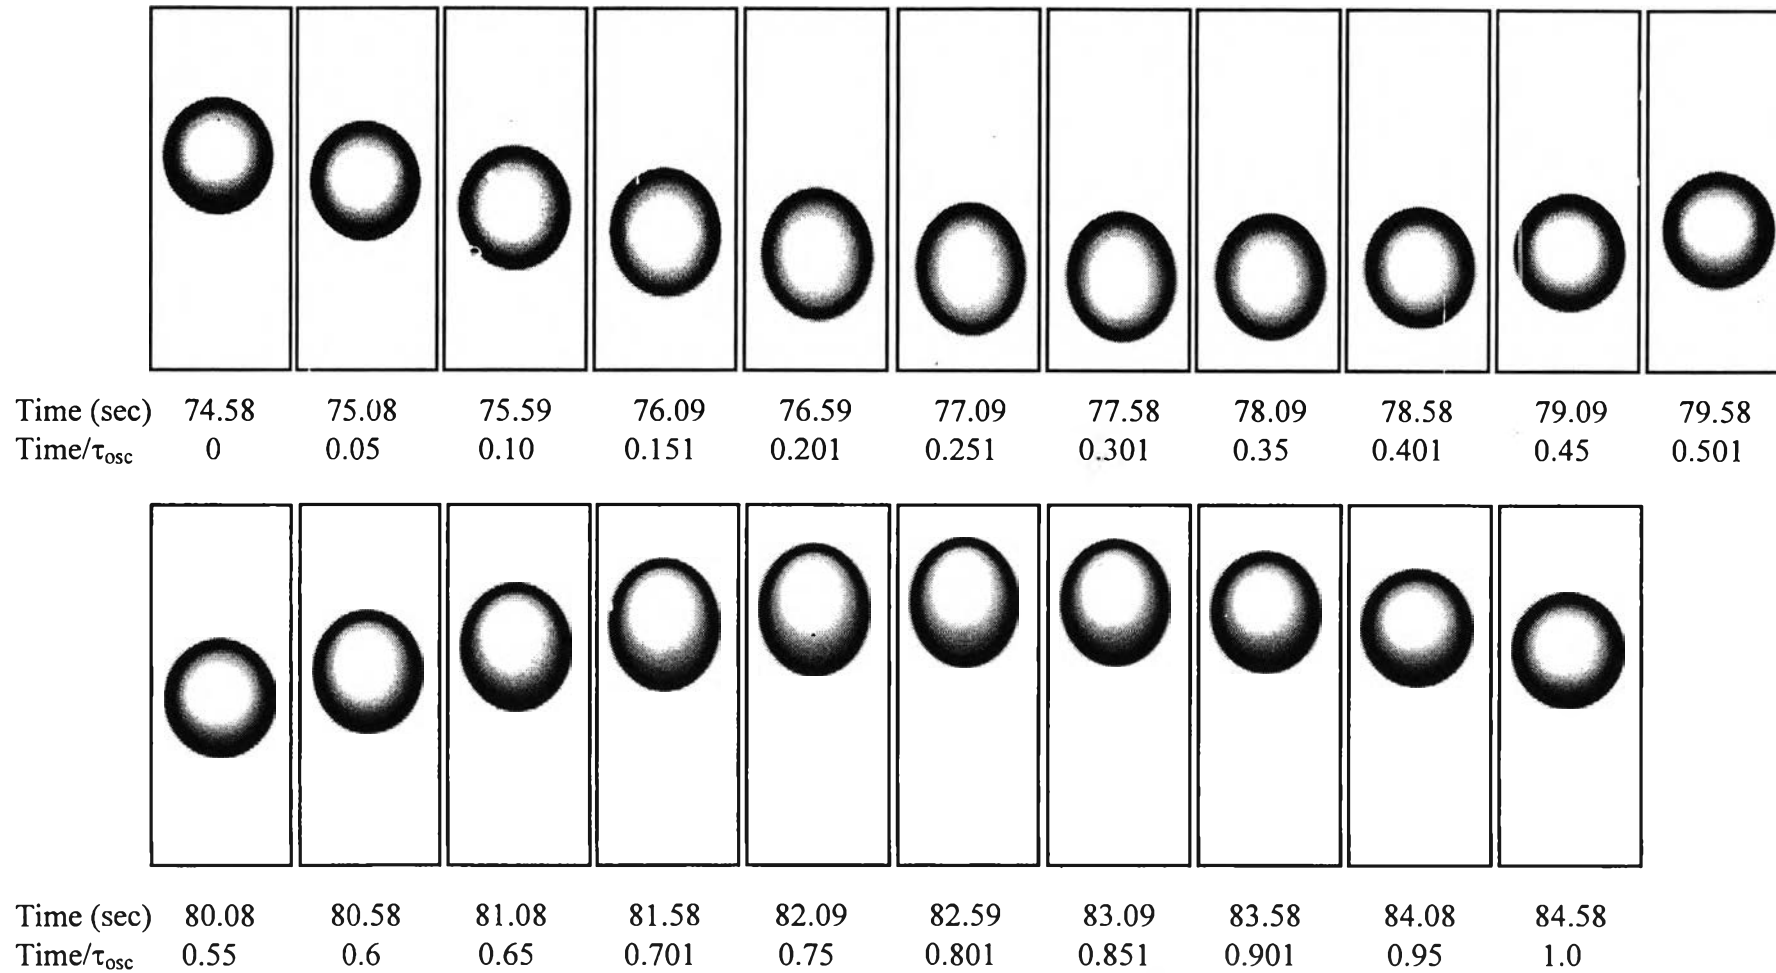 Time (sec) 74.58 75.08 75.59 76.09 76.59 77.09 77.58 78.09 78.58 79.09 79.58
Time/τosc 0 0.05 0.10 0.151 0.201 0.251 0.301 0.35 0.401 0.45 0.501
Time (sec) 80.08 80.58 81.08 81.58 82.09 82.59 83.09 83.58 84.08 84.58
Time/τosc 0.55 0.6 0.65 0.701 0.75 0.801 0.851 0.901 0.95 1.0